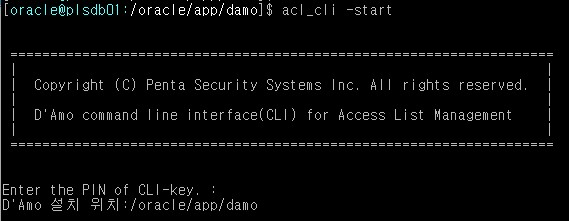 [oracle@plsdb01:/oracle/app/damo]$ acl_cli -start
Copyright (C) Penta Security Systems Inc. All rights reserved.
D'Amo command line interface(CLI) for Access List Management
Enter the PIN of CLI-key. :
D'Amo 설치 위치:/oracle/app/damo